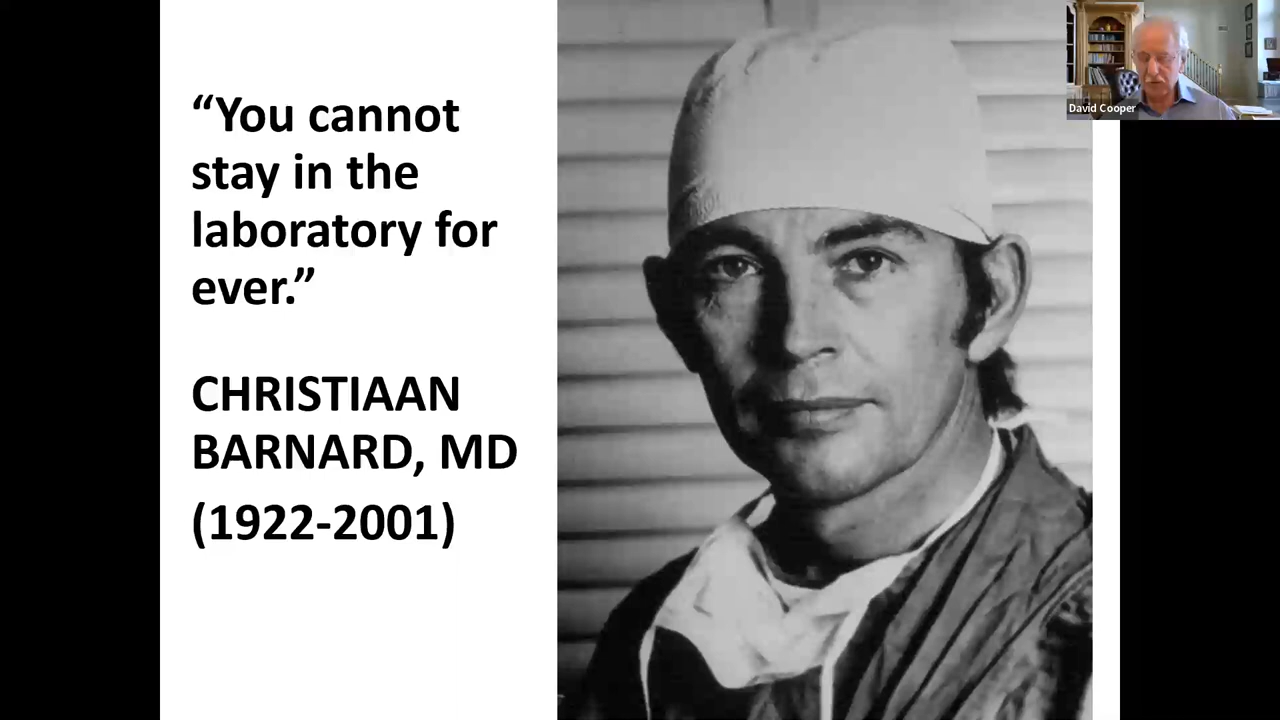 “You cannot
stay in the
laboratory for
ever.”
CHRISTIAAN
BARNARD, MD
(1922-2001)
David Cooper